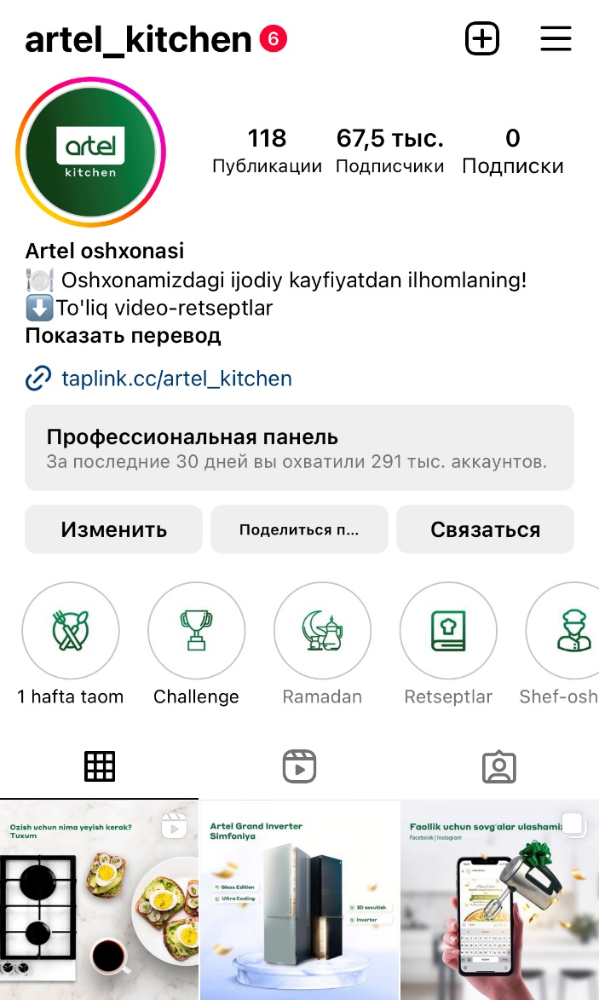 artel_kitchen 6
artel
kitchen
118
Публикации
67,5 тыс.
Подписчики
0
Подписки
Artel oshxonasi
🍽️ Oshxonamizdagi ijodiy kayfiyatdan ilhomlaning!
⬇️To'liq video-retseptlar
Показать перевод
taplink.cc/artel_kitchen
Профессиональная панель
За последние 30 дней вы охватили 291 тыс. аккаунтов.
Изменить
Поделиться п...
Связаться
1 hafta taom
Challenge
Ramadan
Retseptlar
Shef-osh
Ozish uchun nima yeyish kerak?
Tuxum
Artel Grand Inverter
Simfoniya
Glass Edition
Ultra Cooling
3D sovutish
Inverter
Faollik uchun sovg'alar ulashami
Facebook | Instagram